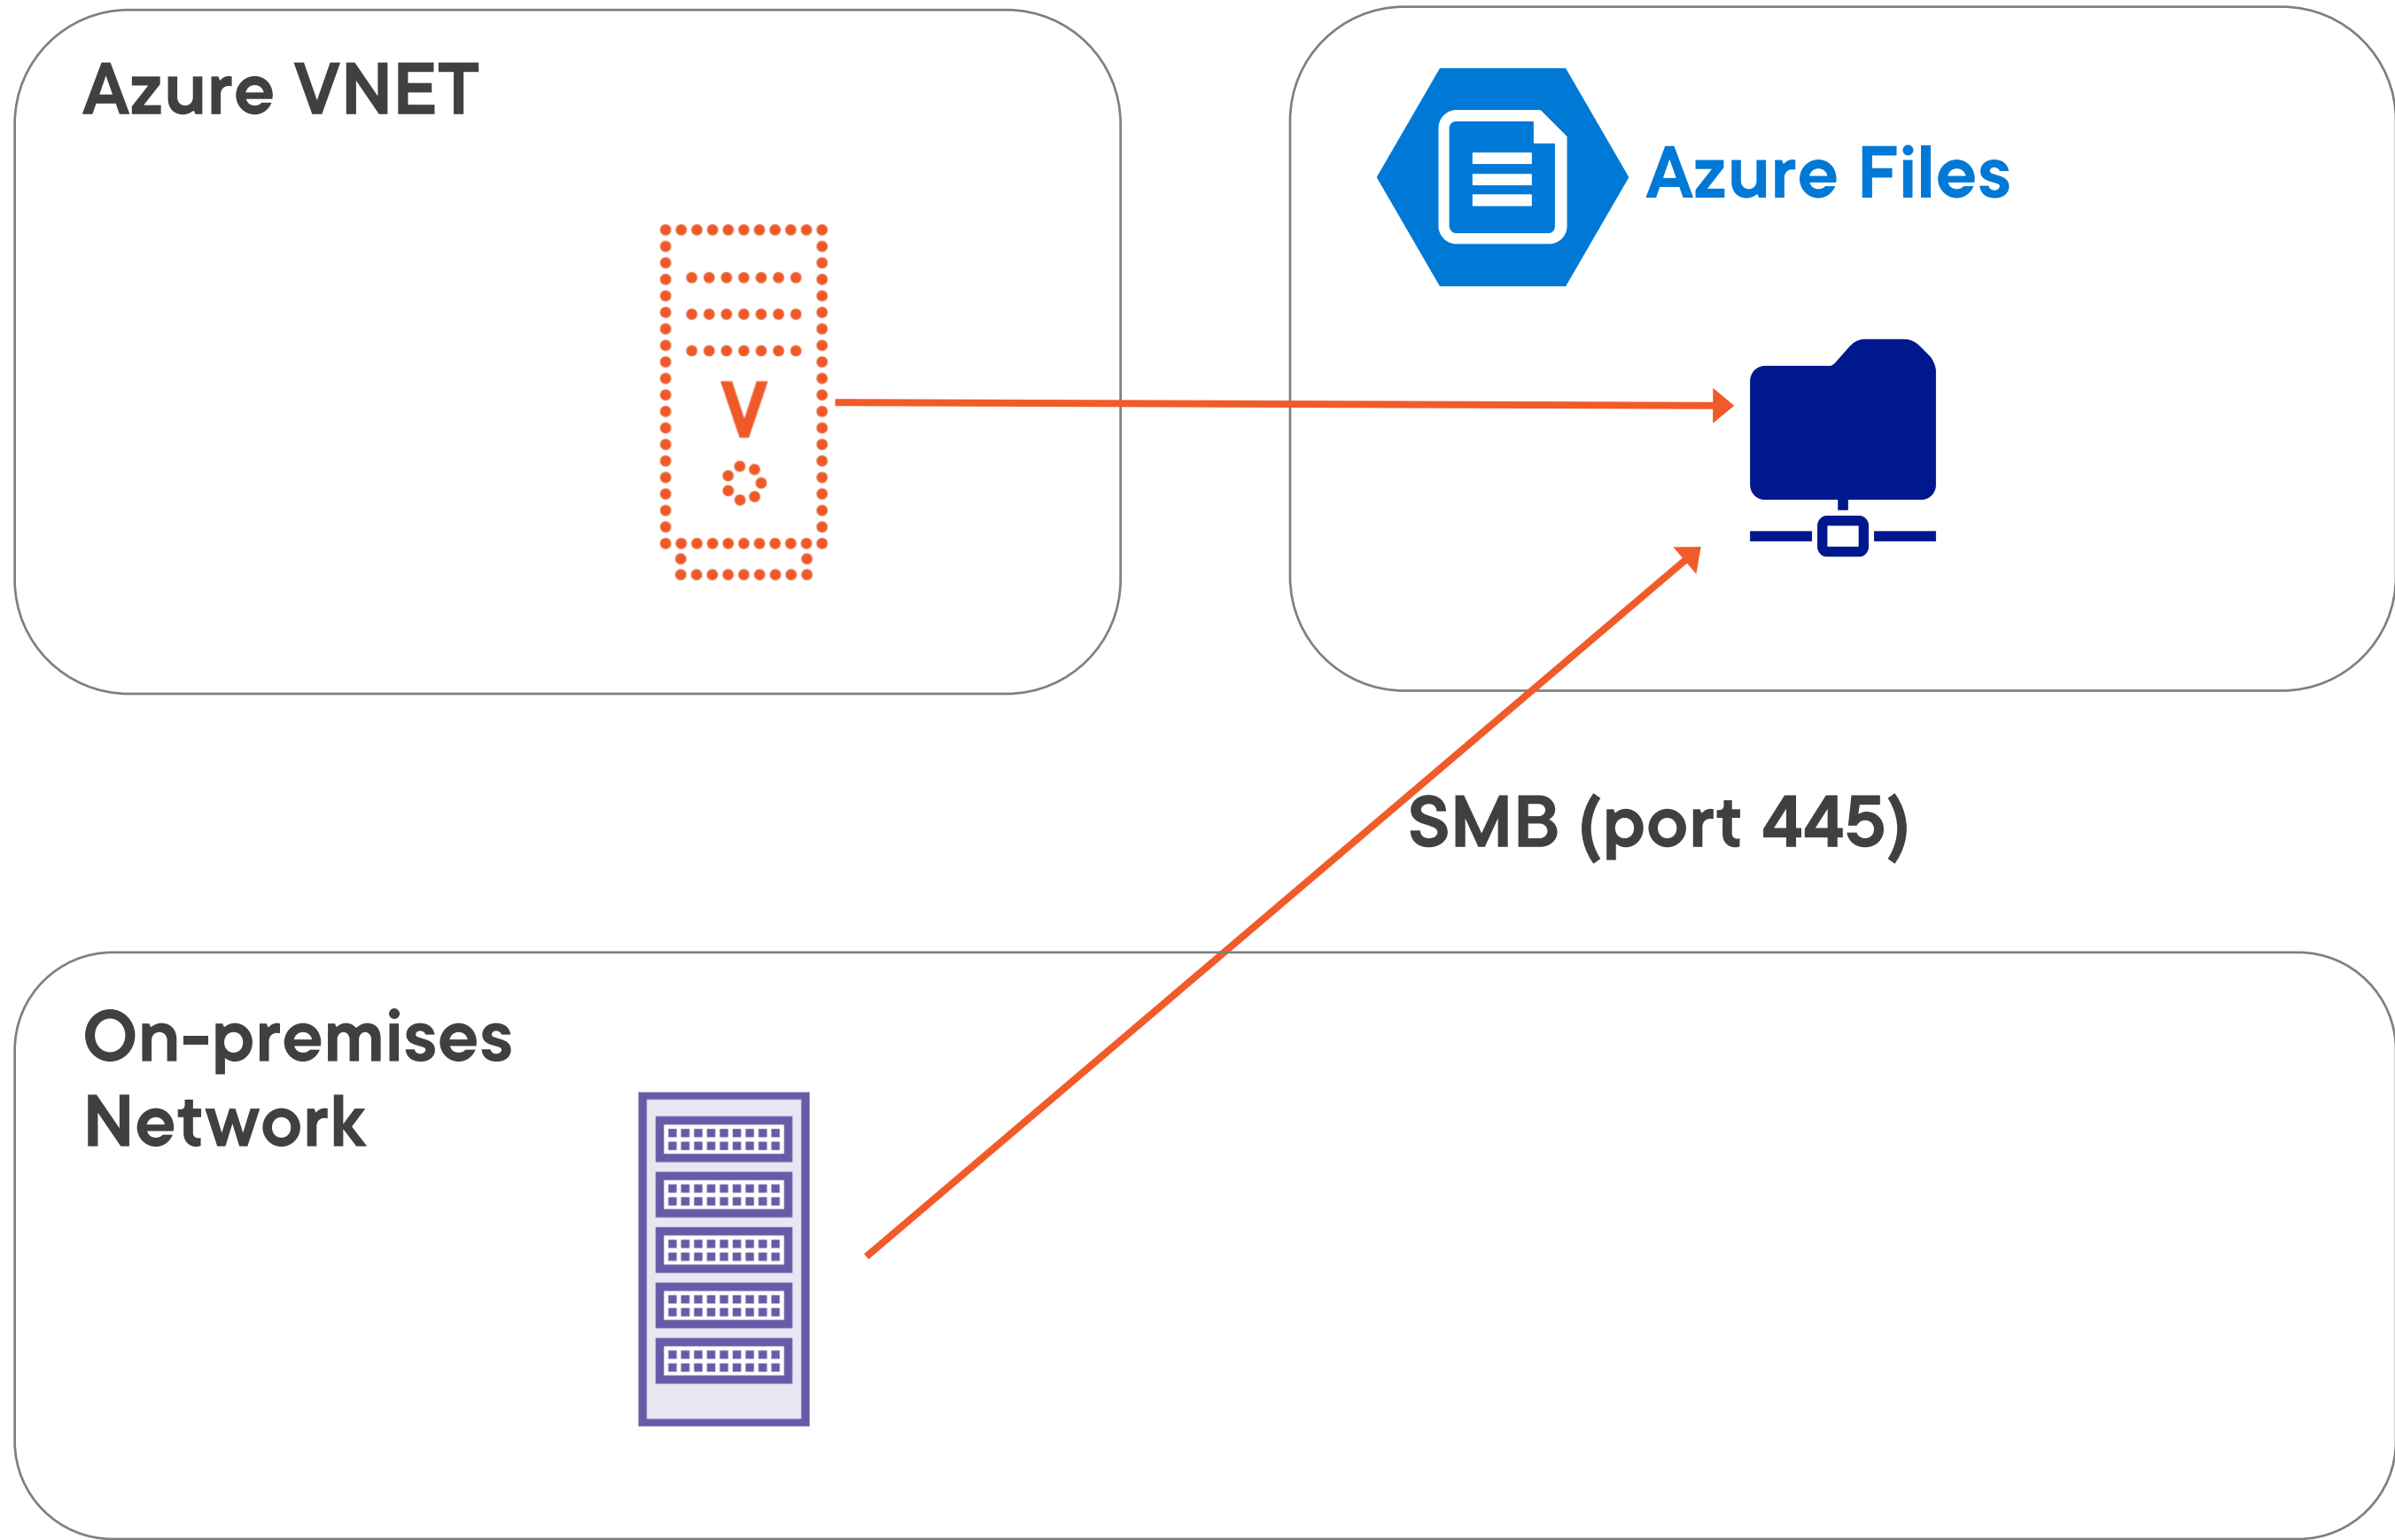 Azure VNET
Azure Files
V
SMB (port 445)
On-premises
Network